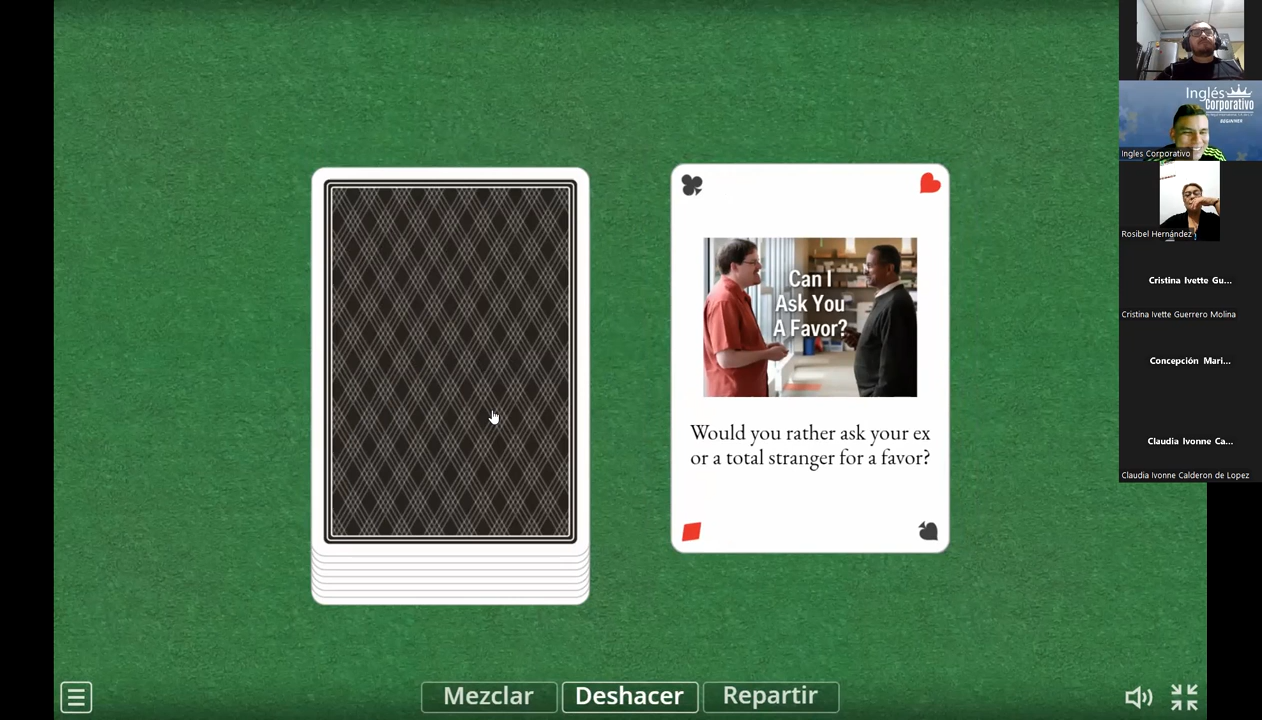 Can I
Ask You
A Favor?
Would you rather ask your ex
or a total stranger for a favor?
Mezclar
Deshacer
Repartir
Inglés
Corporativo
BEGINNER
Ingles Corporativo
Rosibel Hernández
Cristina Ivette Gu...
Cristina Ivette Guerrero Molina
Concepción Mari...
Claudia Ivonne Ca...
Claudia Ivonne Calderon de Lopez